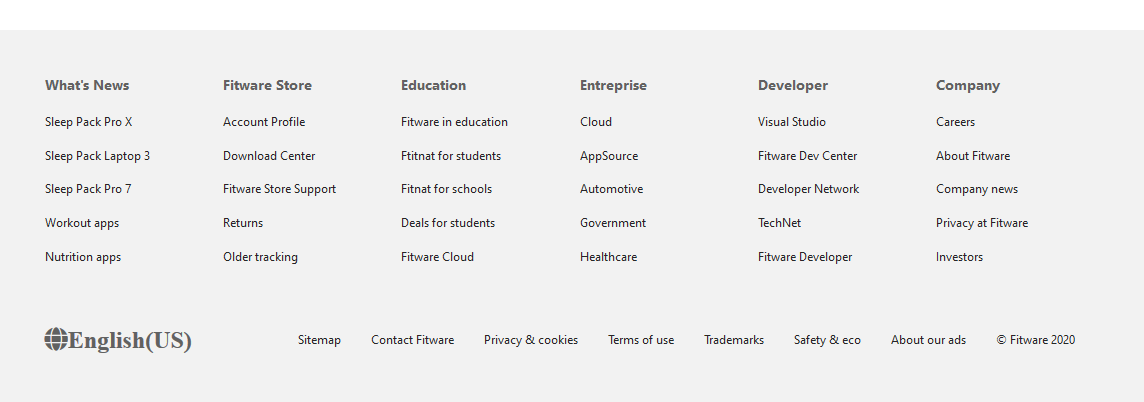 What's News
Sleep Pack Pro X
Sleep Pack Laptop 3
Sleep Pack Pro 7
Workout apps
Nutrition apps
Fitware Store
Account Profile
Download Center
Fitware Store Support
Returns
Older tracking
Education
Fitware in education
Ftitnat for students
Fitnat for schools
Deals for students
Fitware Cloud
Entreprise
Cloud
AppSource
Automotive
Government
Healthcare
Developer
Visual Studio
Fitware Dev Center
Developer Network
TechNet
Fitware Developer
Company
Careers
About Fitware
Company news
Privacy at Fitware
Investors
English(US)
Sitemap
Contact Fitware
Privacy & cookies
Terms of use
Trademarks
Safety & eco
About our ads
© Fitware 2020